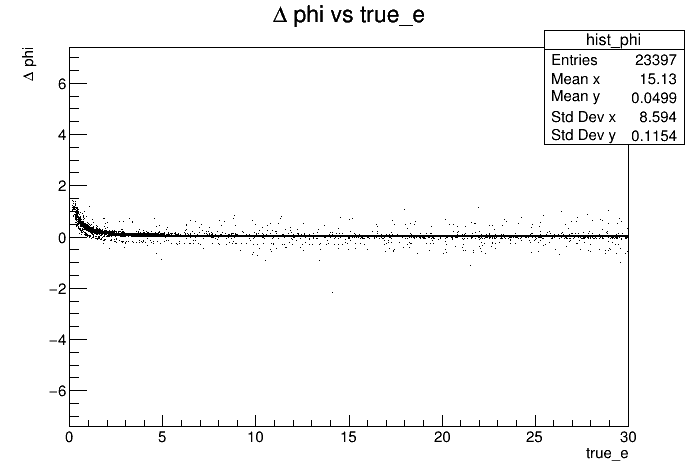 Δ phi vs true_e
hist_phi
Entries 23397
Mean x 15.13
Mean y 0.0499
Std Dev x 8.594
Std Dev y 0.1154
Δ phi
6
4
2
0
−2
−4
−6
0 5 10 15 20 25 30
true_e